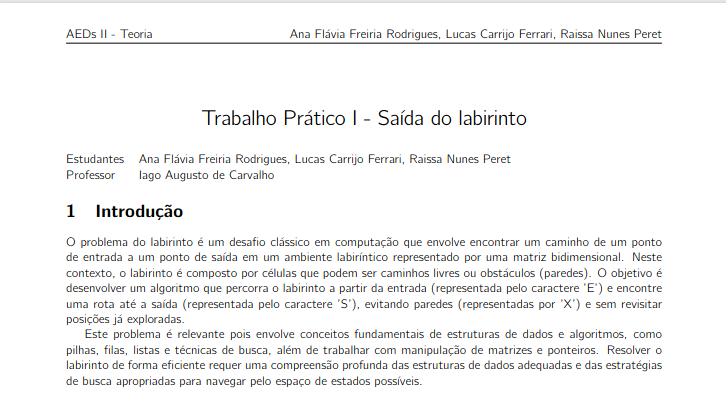 AEDs II - Teoria Ana Flávia Freiria Rodrigues, Lucas Carrijo Ferrari, Raissa Nunes Peret
Trabalho Prático I - Saída do labirinto
Estudantes Ana Flávia Freiria Rodrigues, Lucas Carrijo Ferrari, Raissa Nunes Peret
Professor Iago Augusto de Carvalho
1 Introdução
O problema do labirinto é um desafio clássico em computação que envolve encontrar um caminho de um ponto
de entrada a um ponto de saída em um ambiente labiríntico representado por uma matriz bidimensional. Neste
contexto, o labirinto é composto por células que podem ser caminhos livres ou obstáculos (paredes). O objetivo é
desenvolver um algoritmo que percorra o labirinto a partir da entrada (representada pelo caractere 'E') e encontre
uma rota até a saída (representada pelo caractere 'S'), evitando paredes (representadas por 'X') e sem revisitar
posições já exploradas.
Este problema é relevante pois envolve conceitos fundamentais de estruturas de dados e algoritmos, como
pilhas, filas, listas e técnicas de busca, além de trabalhar com manipulação de matrizes e ponteiros. Resolver o
labirinto de forma eficiente requer uma compreensão profunda das estruturas de dados adequadas e das estratégias
de busca apropriadas para navegar pelo espaço de estados possíveis.